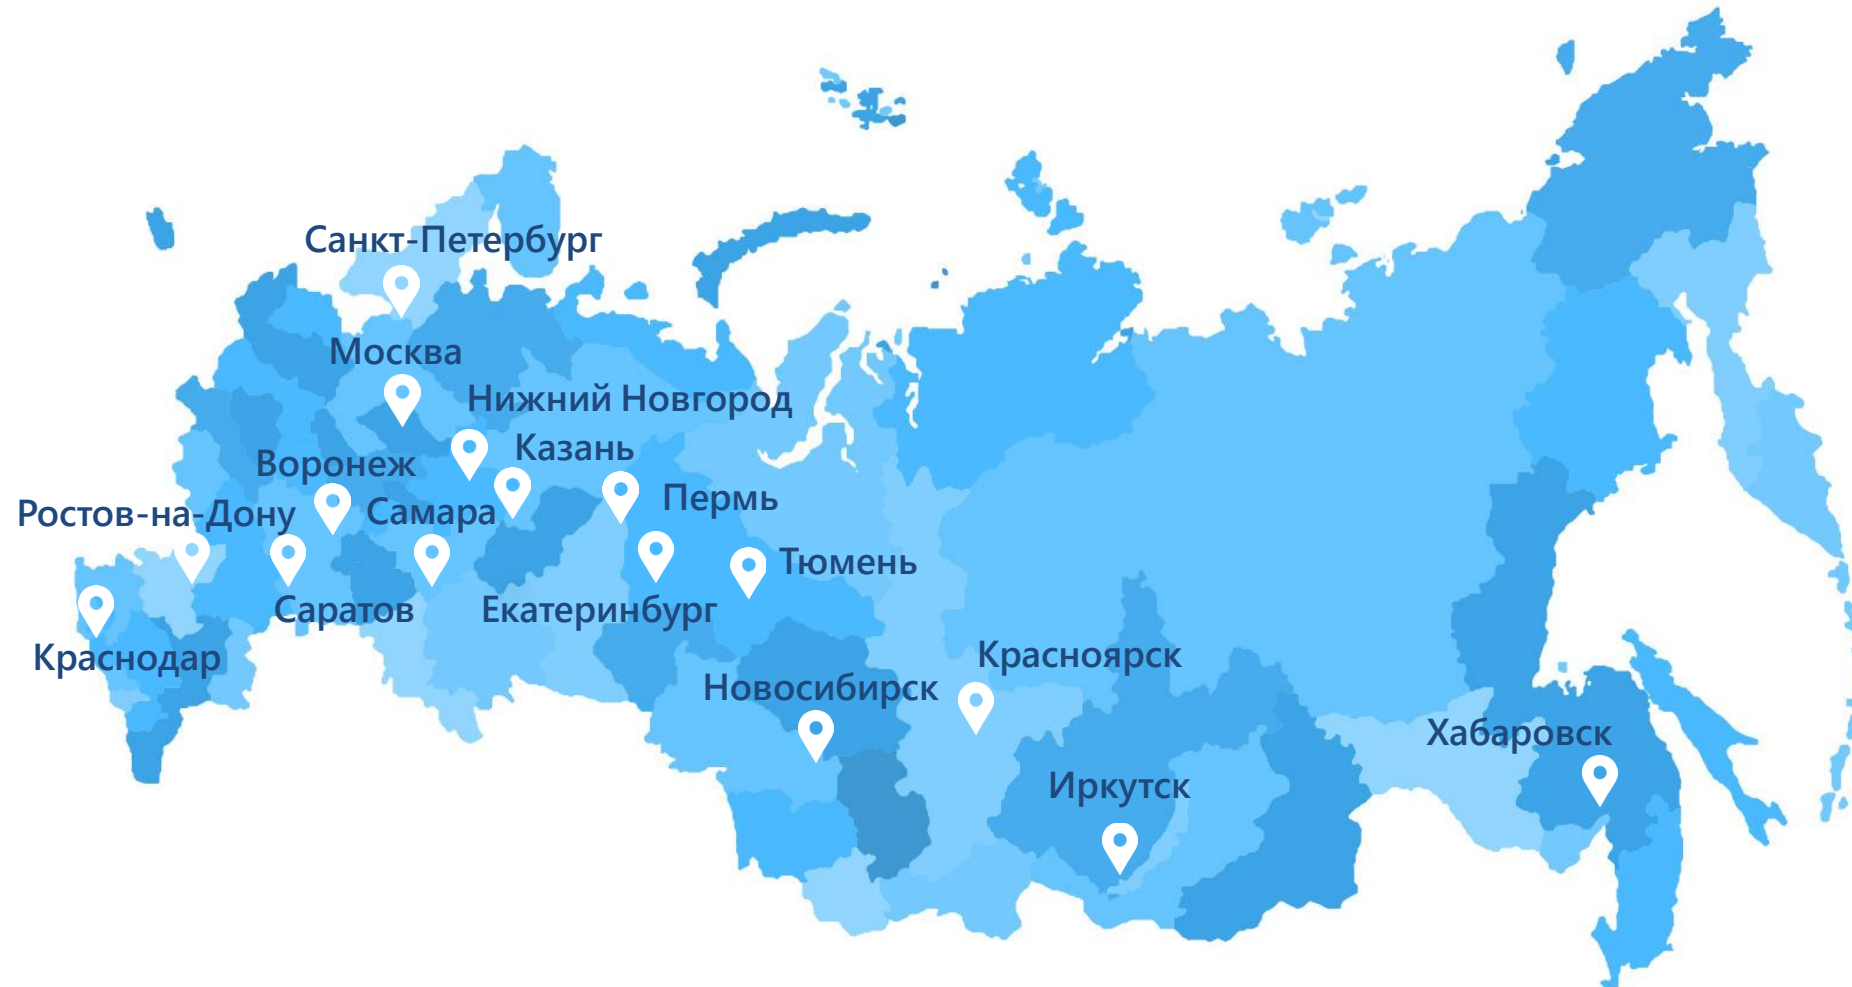 Санкт-Петербург
Москва
Нижний Новгород
Казань
Воронеж
Пермь
Ростов-на-Дону
Самара
Тюмень
Саратов
Екатеринбург
Краснодар
Красноярск
Новосибирск
Хабаровск
Иркутск